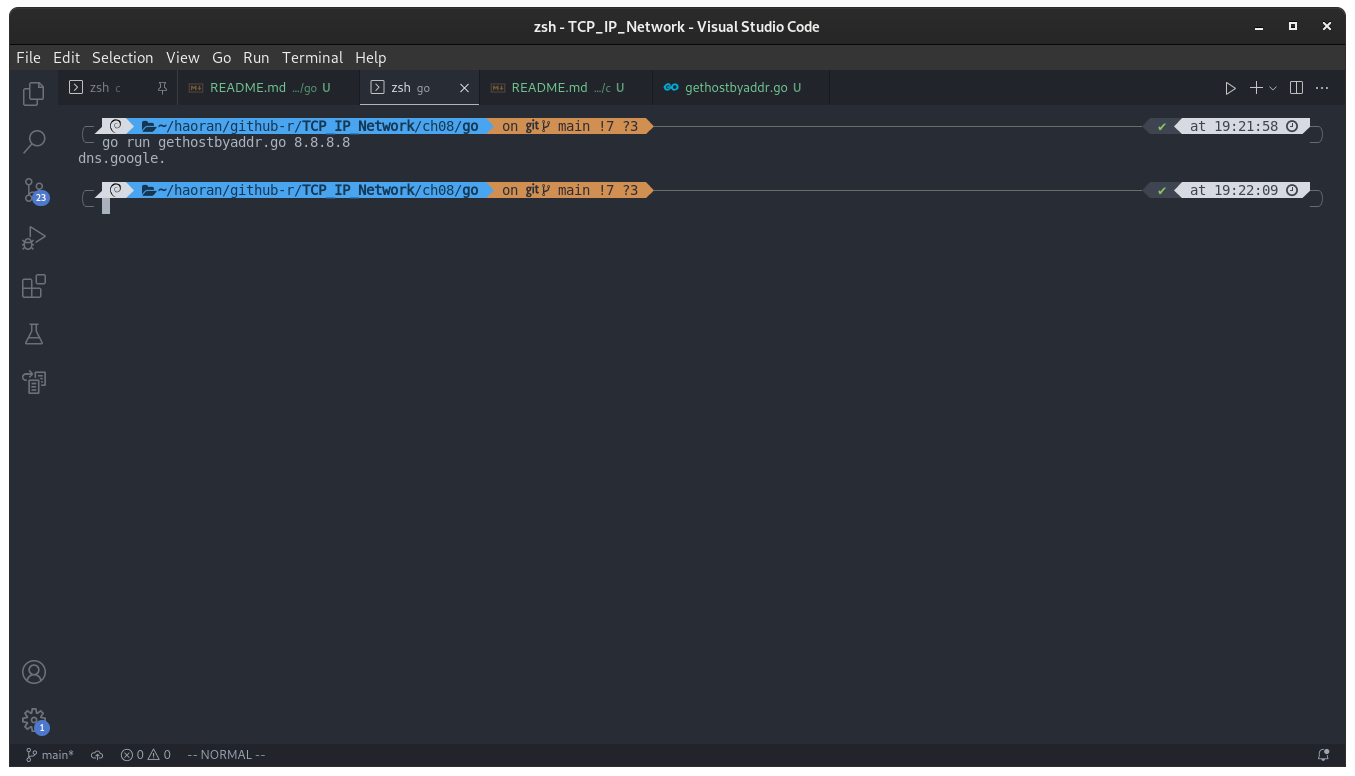 zsh - TCP_IP_Network - Visual Studio Code
File Edit Selection View Go Run Terminal Help
zsh c README.md .../go U zsh go README.md .../c U gethostbyaddr.go U
~/haoran/github-r/TCP_IP_Network/ch08/go on git main !7 ?3 ✔ at 19:21:58
go run gethostbyaddr.go 8.8.8.8
dns.google.
~/haoran/github-r/TCP_IP_Network/ch08/go on git main !7 ?3 ✔ at 19:22:09
23
1
main* 0 0 -- NORMAL --